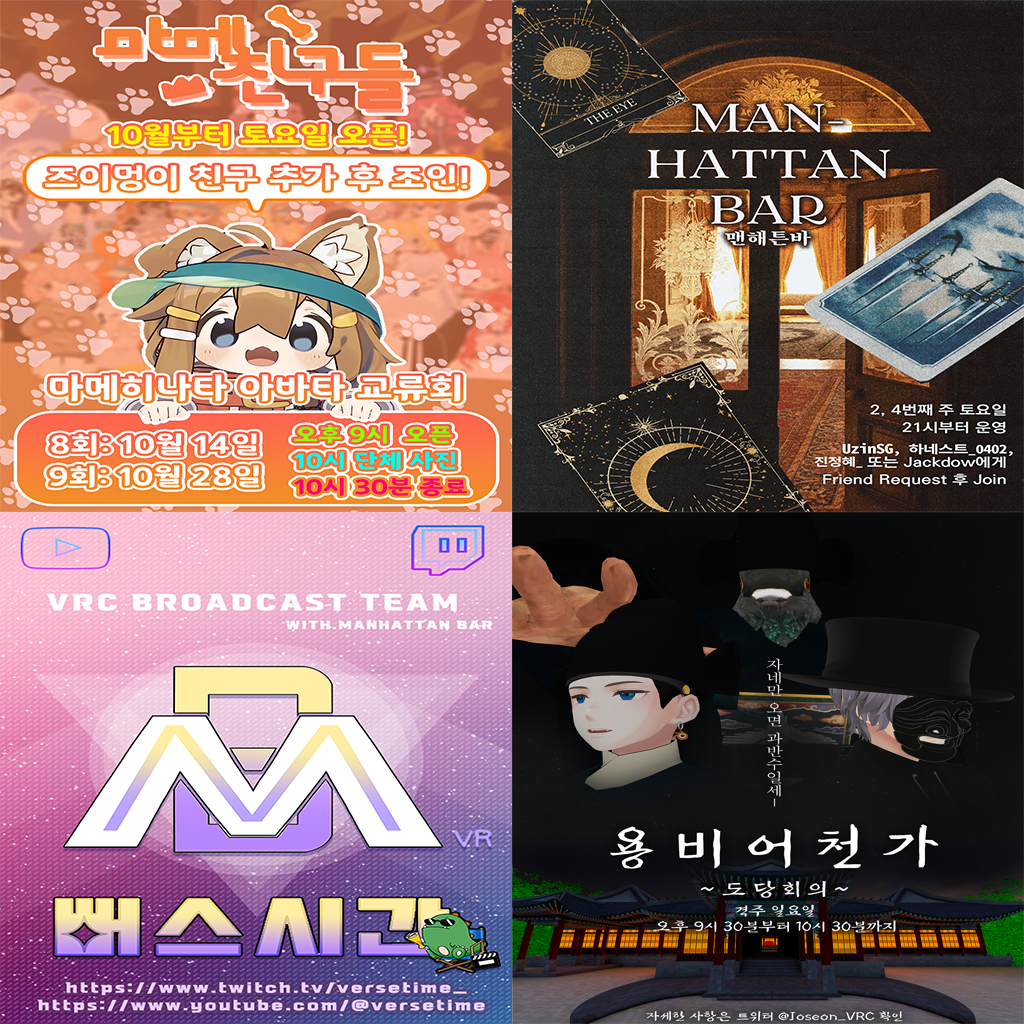 마메친구들
10월부터 토요일 오픈!
즈이멍이 친구 추가 후 조인!
마메히나타 아바타 교류회
8회: 10월 14일
9회: 10월 28일
오후 9시 오픈
10시 단체 사진
10시 30분 종료
THE EYE
MAN-
HATTAN
BAR
맨해튼바
2, 4번째 주 토요일
21시부터 운영
UzinSG, 하네스트_0402,
진정혜_ 또는 Jackdow에게
Friend Request 후 Join
VRC BROADCAST TEAM
WITH.MANHATTAN BAR
VR
뻐스시간
https://www.twitch.tv/versetime_
https://www.youtube.com/@versetime
자네만 오면 과반수일세-
용비어천가
~도당회의~
격주 일요일
오후 9시 30분부터 10시 30분까지
자세한 사항은 트위터 @Joseon_VRC 확인